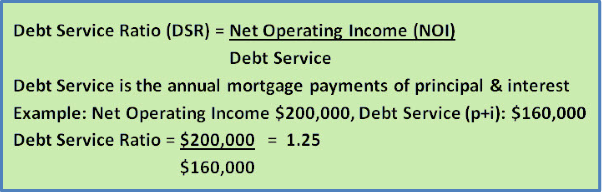 Debt Service Ratio (DSR) = Net Operating Income (NOI)
Debt Service
Debt Service is the annual mortgage payments of principal & interest
Example: Net Operating Income $200,000, Debt Service (p+i): $160,000
Debt Service Ratio = $200,000 = 1.25
$160,000